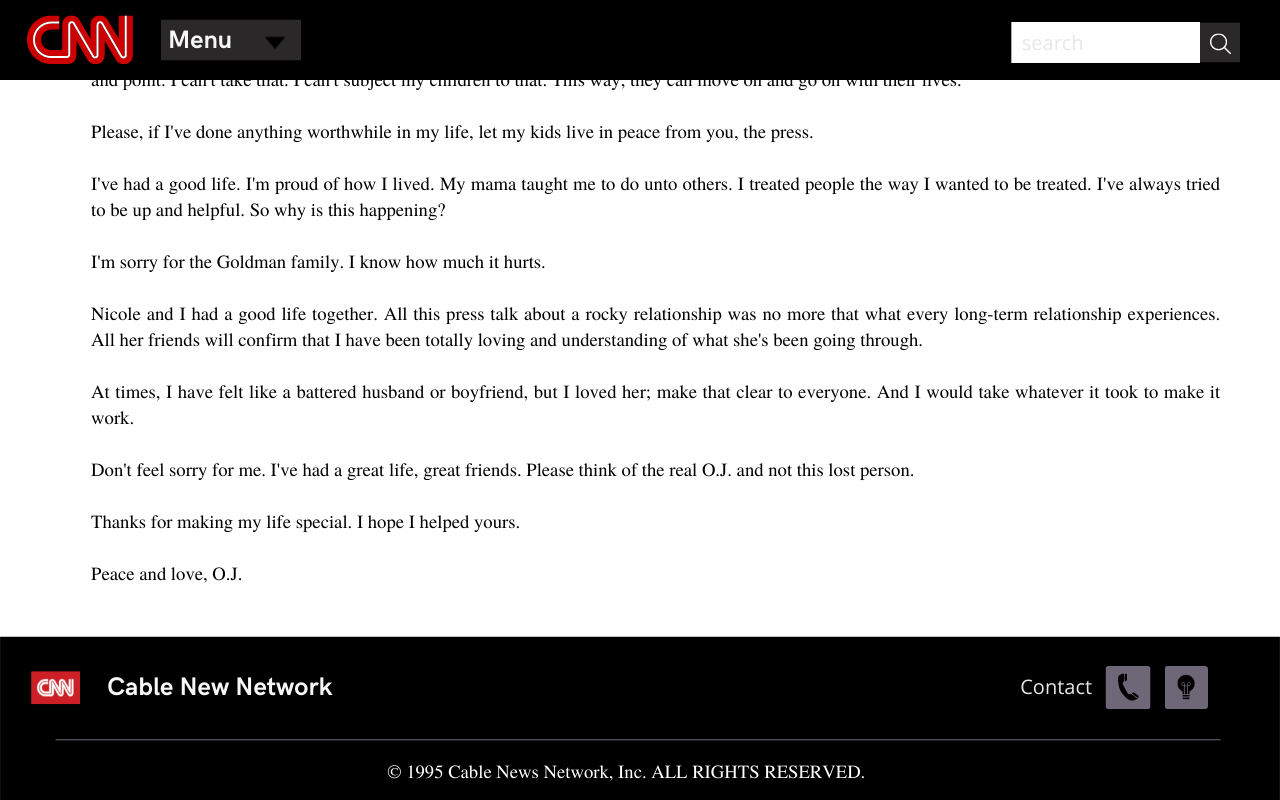 CNN
Menu
search
and point. I can't take that. I can't subject my children to that. This way, they can move on and go on with their lives.
Please, if I've done anything worthwhile in my life, let my kids live in peace from you, the press.
I've had a good life. I'm proud of how I lived. My mama taught me to do unto others. I treated people the way I wanted to be treated. I've always tried
to be up and helpful. So why is this happening?
I'm sorry for the Goldman family. I know how much it hurts.
Nicole and I had a good life together. All this press talk about a rocky relationship was no more that what every long-term relationship experiences.
All her friends will confirm that I have been totally loving and understanding of what she's been going through.
At times, I have felt like a battered husband or boyfriend, but I loved her; make that clear to everyone. And I would take whatever it took to make it
work.
Don't feel sorry for me. I've had a great life, great friends. Please think of the real O.J. and not this lost person.
Thanks for making my life special. I hope I helped yours.
Peace and love, O.J.
CNN
Cable New Network
Contact
© 1995 Cable News Network, Inc. ALL RIGHTS RESERVED.